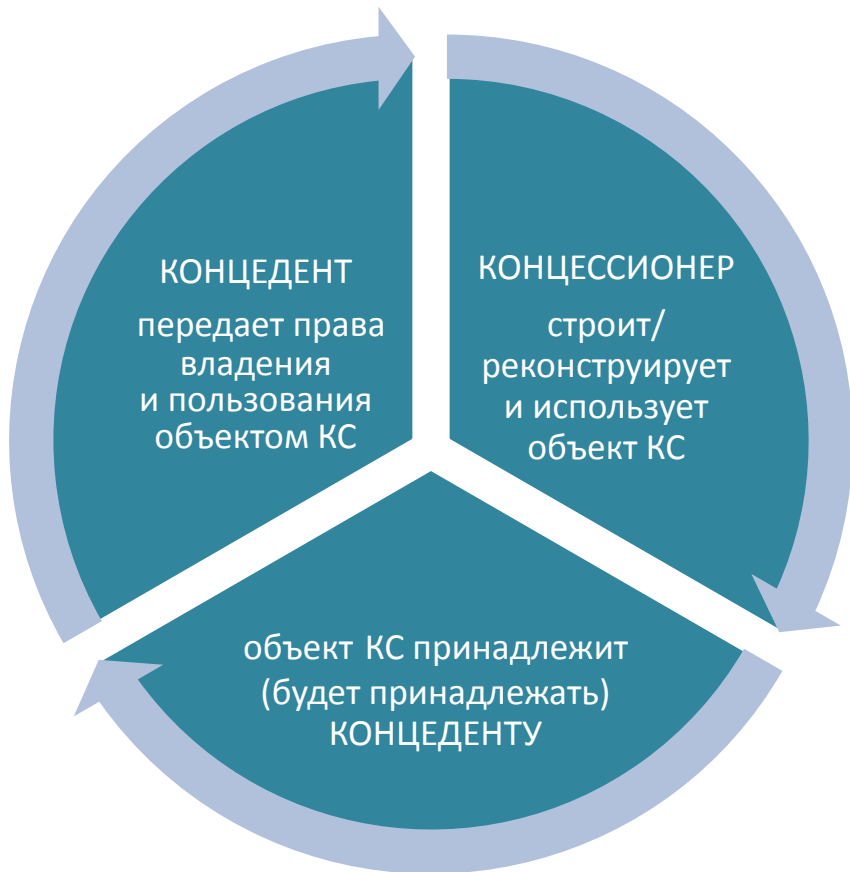 КОНЦЕДЕНТ
передает права
владения
и пользования
объектом КС
КОНЦЕССИОНЕР
строит/
реконструирует
и использует
объект КС
объект КС принадлежит
(будет принадлежать)
КОНЦЕДЕНТУ